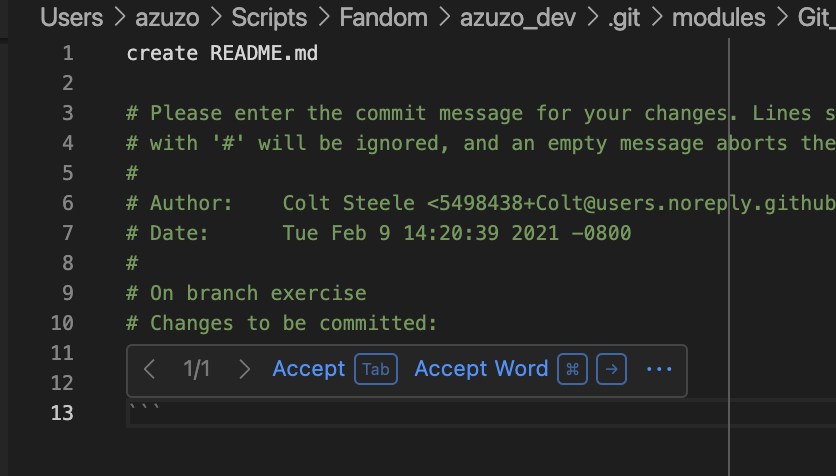 Users > azuzo > Scripts > Fandom > azuzo_dev > .git > modules > Git_
1 create README.md
2
3 # Please enter the commit message for your changes. Lines s
4 # with '#' will be ignored, and an empty message aborts the
5 #
6 # Author:    Colt Steele <5498438+Colt@users.noreply.github
7 # Date:      Tue Feb 9 14:20:39 2021 -0800
8 #
9 # On branch exercise
10 # Changes to be committed:
11
< 1/1 > Accept Tab Accept Word ⌘ → ···
12
13 ```